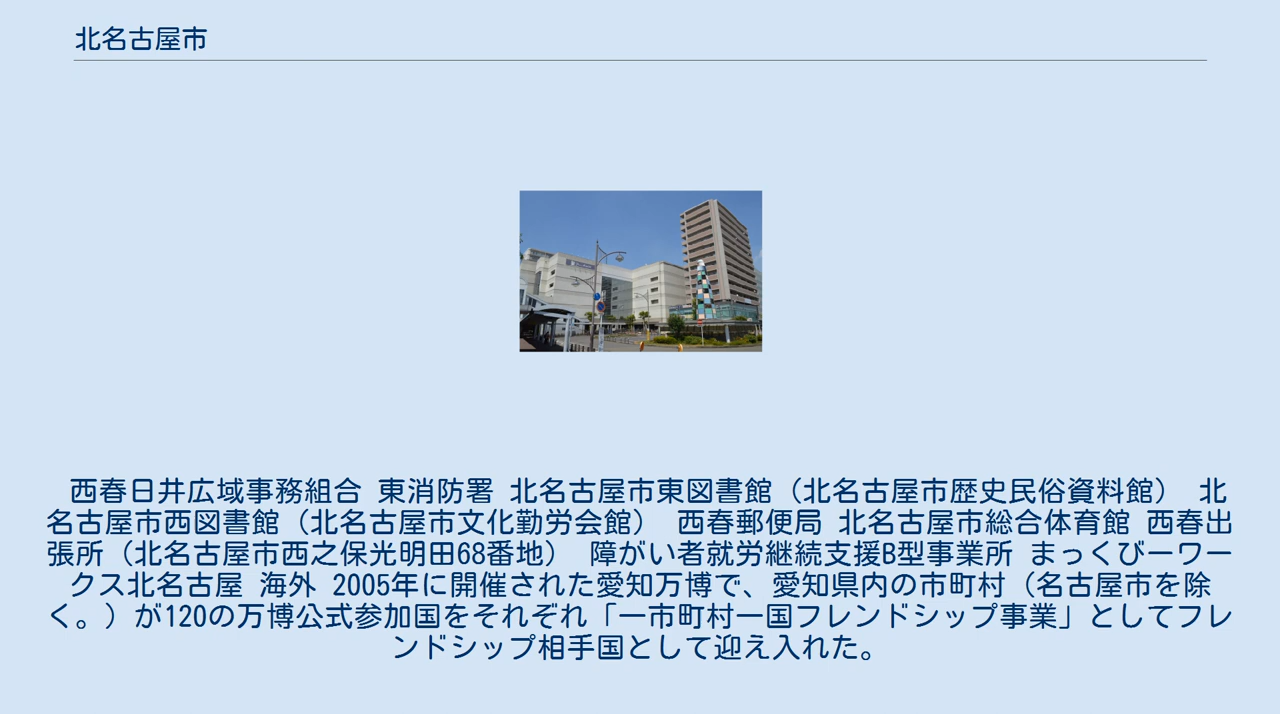 北名古屋市
西春日井広域事務組合 東消防署 北名古屋市東図書館（北名古屋市歴史民俗資料館） 北
名古屋市西図書館（北名古屋市文化勤労会館） 西春郵便局 北名古屋市総合体育館 西春出
張所（北名古屋市西之保光明田68番地） 障がい者就労継続支援B型事業所 まっくびーワー
クス北名古屋 海外 2005年に開催された愛知万博で、愛知県内の市町村（名古屋市を除
く。）が120の万博公式参加国をそれぞれ「一市町村一国フレンドシップ事業」としてフレ
ンドシップ相手国として迎え入れた。